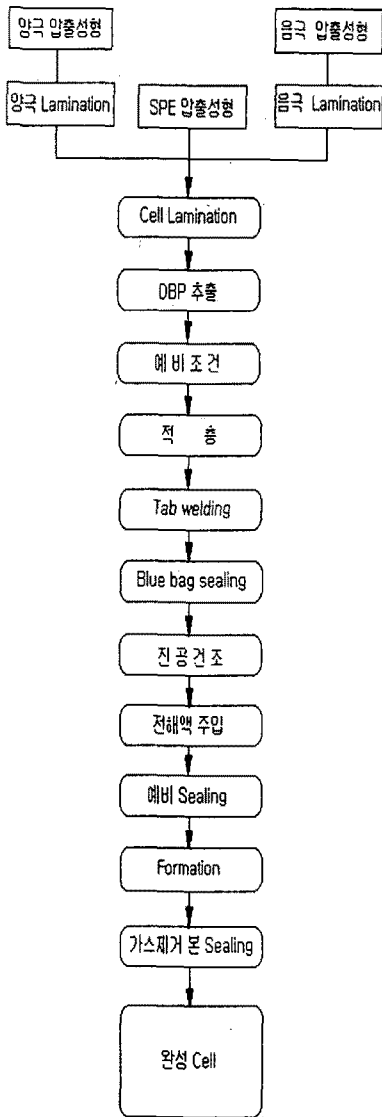 양극 압출성형
음극 압출성형
양극 Lamination
SPE 압출성형
음극 Lamination
Cell Lamination
DBP 추출
예비조건
적 층
Tab welding
Blue bag sealing
진공건조
전해액 주입
예비 Sealing
Formation
가스제거 본 Sealing
완성 Cell